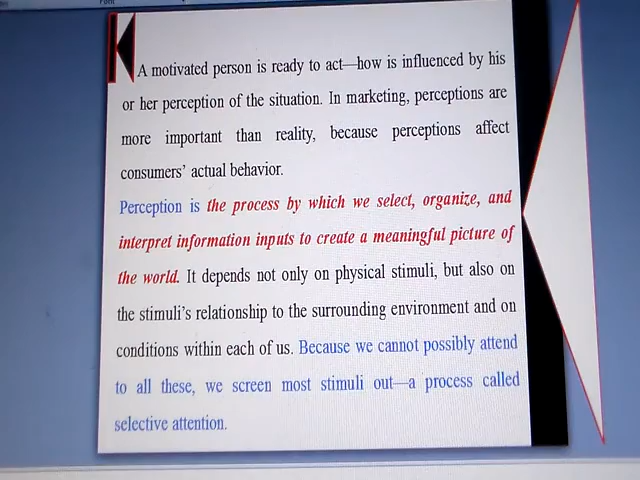 A motivated person is ready to act—how is influenced by his
or her perception of the situation. In marketing, perceptions are
more important than reality, because perceptions affect
consumers' actual behavior.
Perception is the process by which we select, organize, and
interpret information inputs to create a meaningful picture of
the world. It depends not only on physical stimuli, but also on
the stimuli's relationship to the surrounding environment and on
conditions within each of us. Because we cannot possibly attend
to all these, we screen most stimuli out—a process called
selective attention.